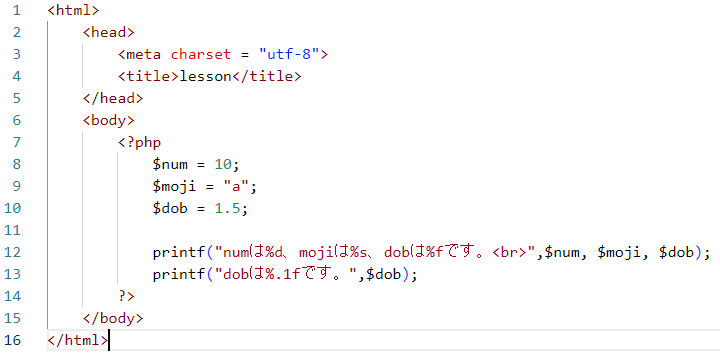 1 <html>
2     <head>
3         <meta charset = "utf-8">
4         <title>lesson</title>
5     </head>
6     <body>
7         <?php
8             $num = 10;
9             $moji = "a";
10             $dob = 1.5;
11
12             printf("numは%d、mojiは%s、dobは%fです。<br>",$num, $moji, $dob);
13             printf("dobは%.1fです。",$dob);
14         ?>
15     </body>
16 </html>